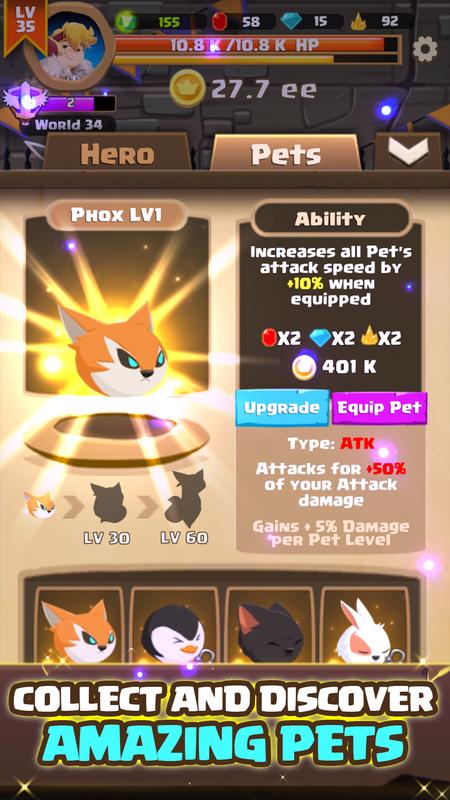 LV
35
155 58 15 92
10.8 K /10.8 K HP
27.7 ee
2
World 34
Hero
Pets
Phox LV1
Ability
Increases all Pet's
attack speed by
+10% when
equipped
X2 X2 X2
401 K
Upgrade
Equip Pet
Type: ATK
Attacks for +50%
of your Attack
damage
Gains + 5% Damage
per Pet Level
LV 30
LV 60
COLLECT AND DISCOVER
AMAZING PETS